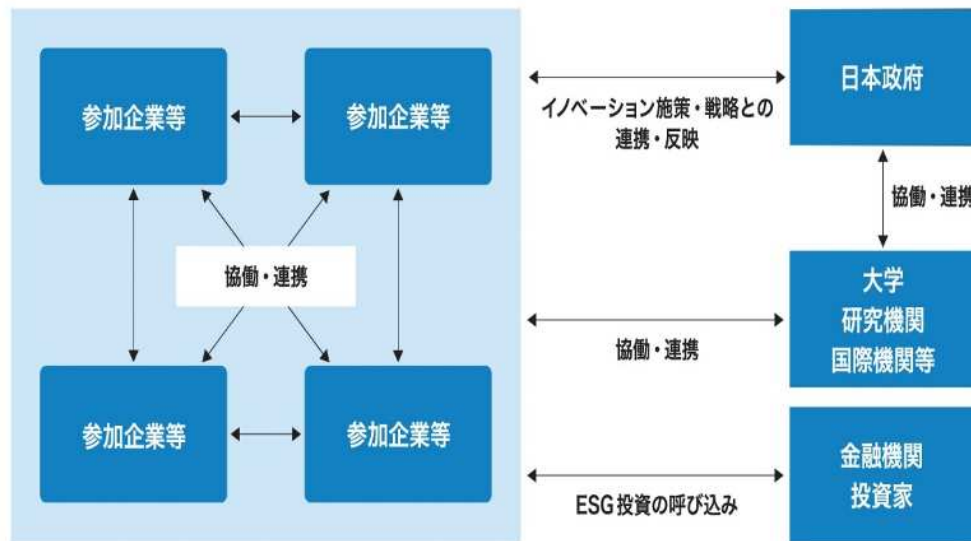 参加企業等
参加企業等
日本政府
イノベーション施策・戦略との
連携・反映
協働・連携
協働・連携
大学
研究機関
国際機関等
協働・連携
参加企業等
参加企業等
金融機関
投資家
ESG投資の呼び込み